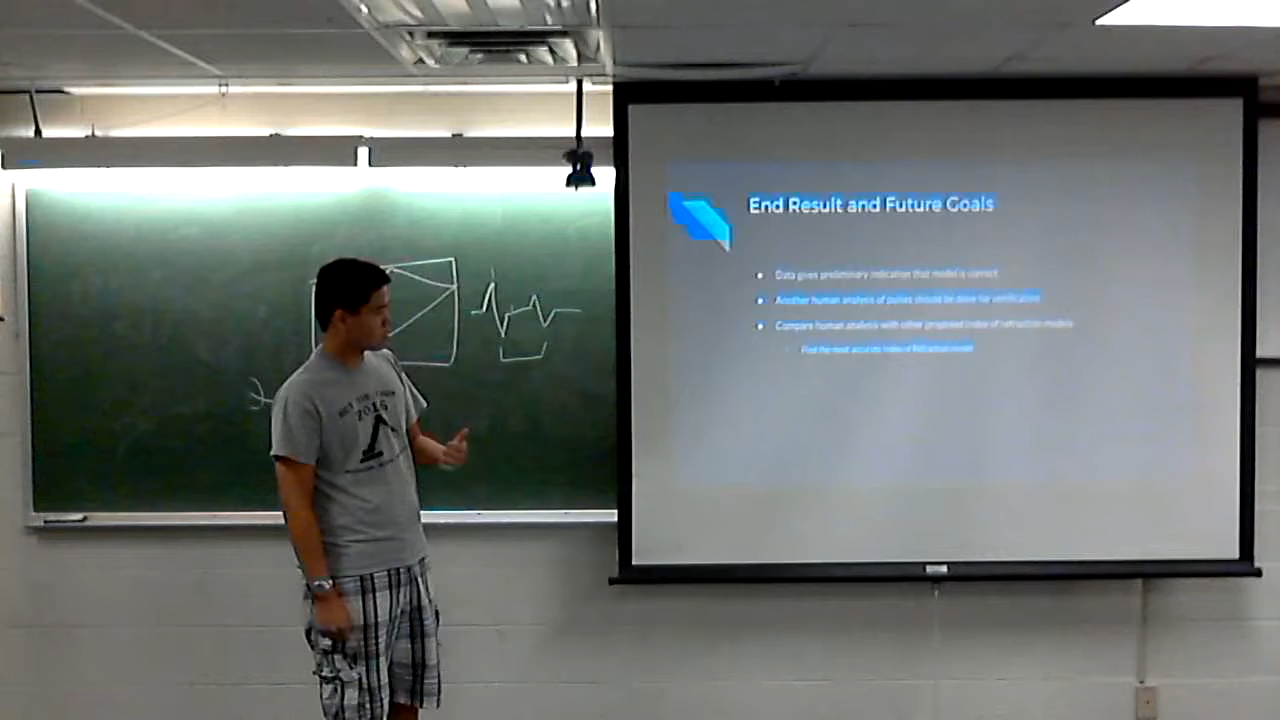 End Result and Future Goals
Data gives preliminary indication that model is correct
Another human analysis of pulses should be done for verification
Compare human analysis with other proposed index of refraction models
Find the most accurate index of Refraction model
2016